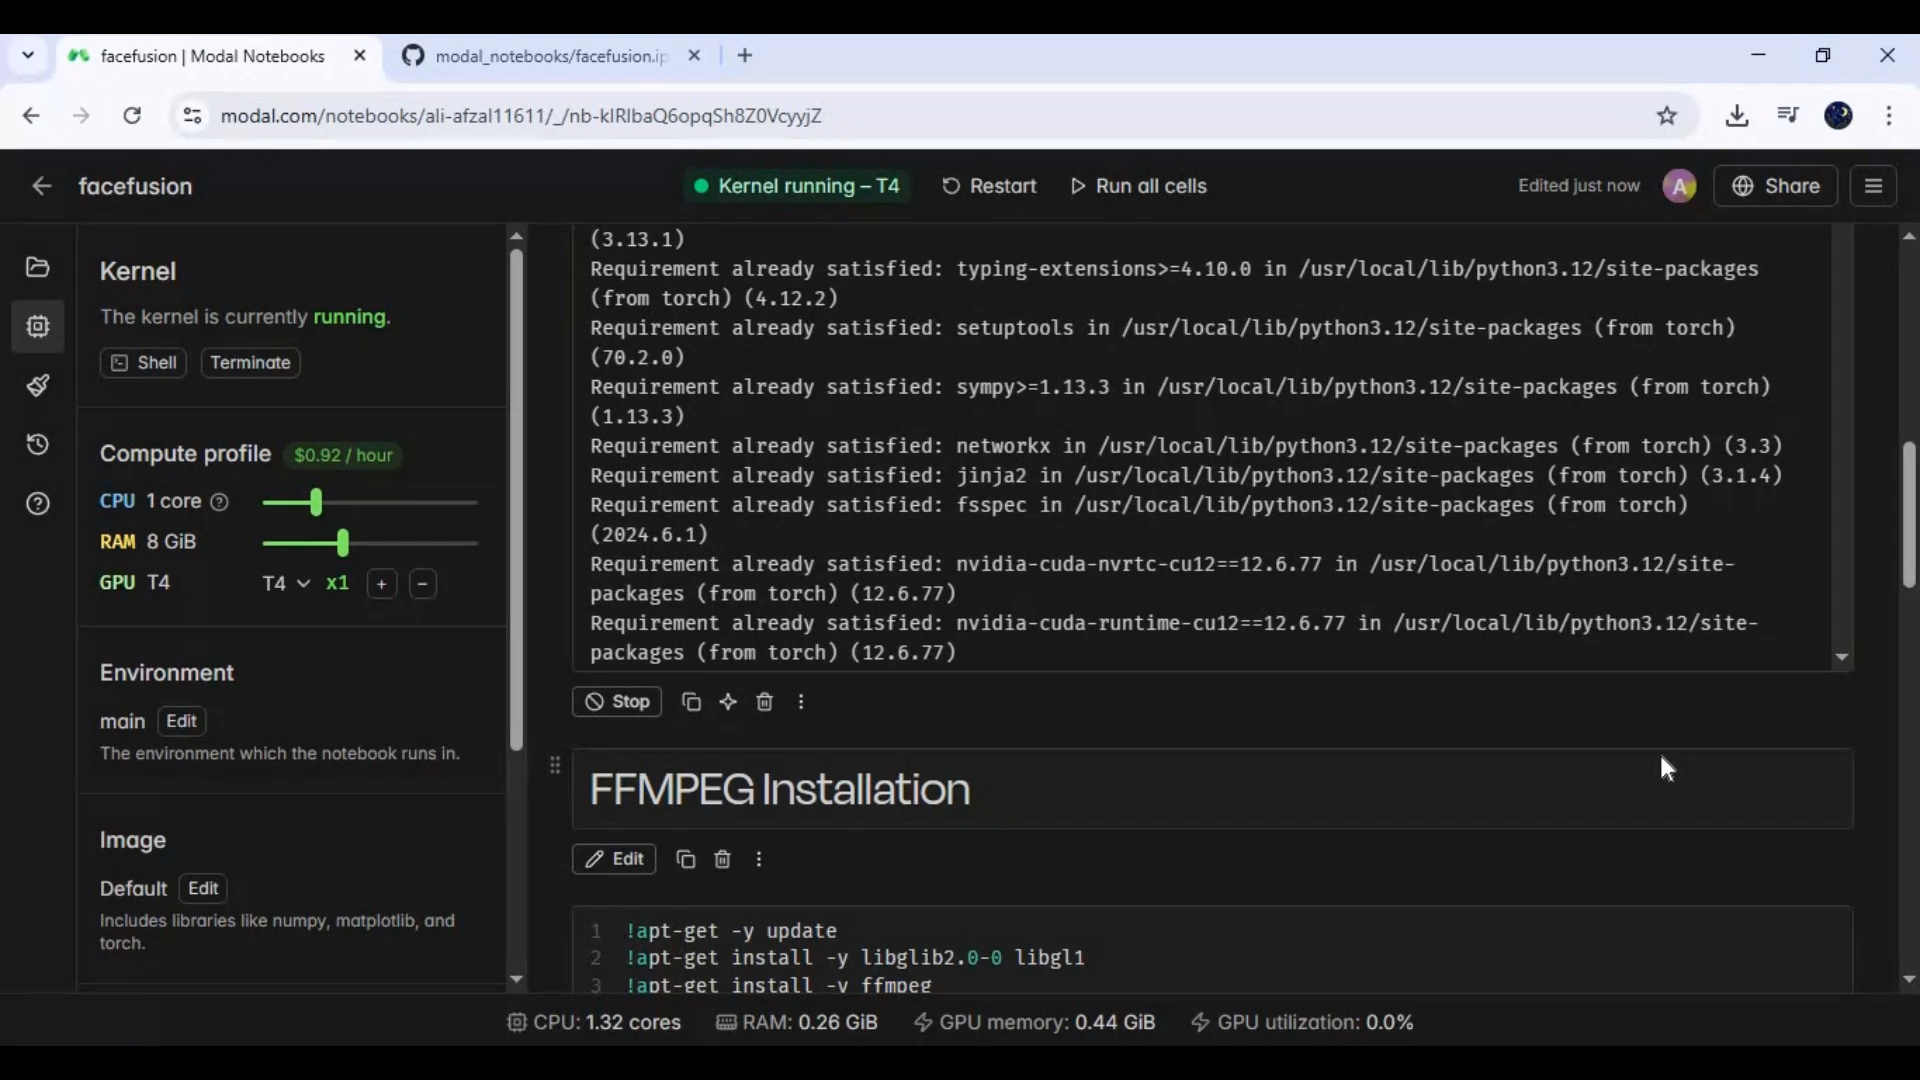 facefusion | Modal Notebooks
modal_notebooks/facefusion.ip
modal.com/notebooks/ali-afzal11611/_/nb-klRlbaQ6opqSh8Z0VcyyjZ
facefusion
Kernel running – T4
Restart
Run all cells
Edited just now
A
Share
Kernel
The kernel is currently running.
Shell
Terminate
Compute profile $0.92 / hour
CPU 1 core
RAM 8 GiB
GPU T4 T4 x1 + −
Environment
main Edit
The environment which the notebook runs in.
Image
Default Edit
Includes libraries like numpy, matplotlib, and
torch.
(3.13.1)
Requirement already satisfied: typing-extensions>=4.10.0 in /usr/local/lib/python3.12/site-packages
(from torch) (4.12.2)
Requirement already satisfied: setuptools in /usr/local/lib/python3.12/site-packages (from torch)
(70.2.0)
Requirement already satisfied: sympy>=1.13.3 in /usr/local/lib/python3.12/site-packages (from torch)
(1.13.3)
Requirement already satisfied: networkx in /usr/local/lib/python3.12/site-packages (from torch) (3.3)
Requirement already satisfied: jinja2 in /usr/local/lib/python3.12/site-packages (from torch) (3.1.4)
Requirement already satisfied: fsspec in /usr/local/lib/python3.12/site-packages (from torch)
(2024.6.1)
Requirement already satisfied: nvidia-cuda-nvrtc-cu12==12.6.77 in /usr/local/lib/python3.12/site-
packages (from torch) (12.6.77)
Requirement already satisfied: nvidia-cuda-runtime-cu12==12.6.77 in /usr/local/lib/python3.12/site-
packages (from torch) (12.6.77)
Stop
FFMPEG Installation
Edit
1 !apt-get -y update
2 !apt-get install -y libglib2.0-0 libgl1
3 !apt-get install -y ffmpeg
CPU: 1.32 cores
RAM: 0.26 GiB
GPU memory: 0.44 GiB
GPU utilization: 0.0%